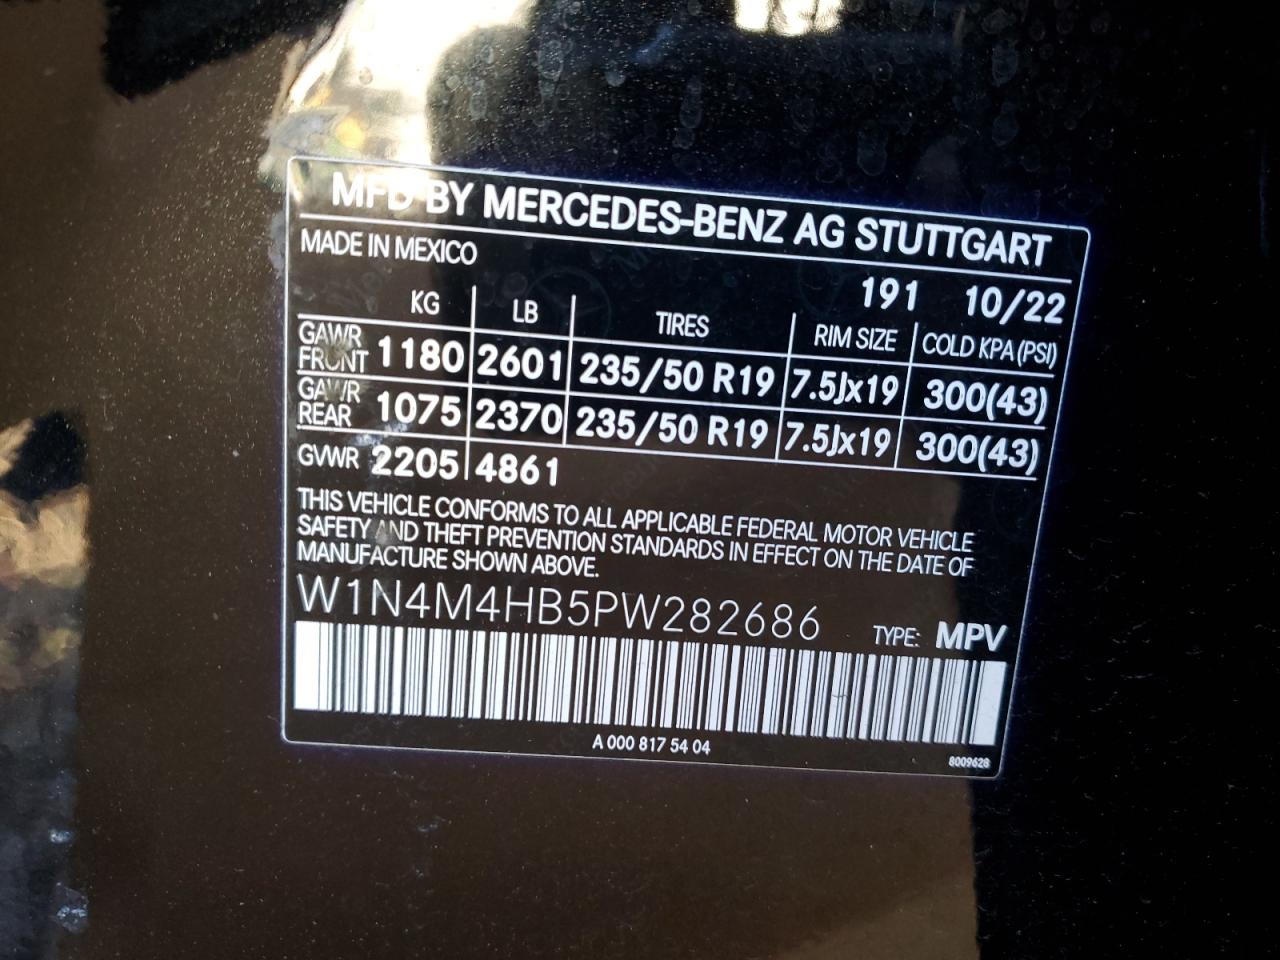 MFD BY MERCEDES-BENZ AG STUTTGART
MADE IN MEXICO
191 10/22
KG LB TIRES RIM SIZE COLD KPA (PSI)
GAWR FRONT 1180 2601 235/50 R19 7.5Jx19 300(43)
GAWR REAR 1075 2370 235/50 R19 7.5Jx19 300(43)
GVWR 2205 4861
THIS VEHICLE CONFORMS TO ALL APPLICABLE FEDERAL MOTOR VEHICLE
SAFETY AND THEFT PREVENTION STANDARDS IN EFFECT ON THE DATE OF
MANUFACTURE SHOWN ABOVE.
W1N4M4HB5PW282686 TYPE: MPV
A 000 817 54 04
8009628